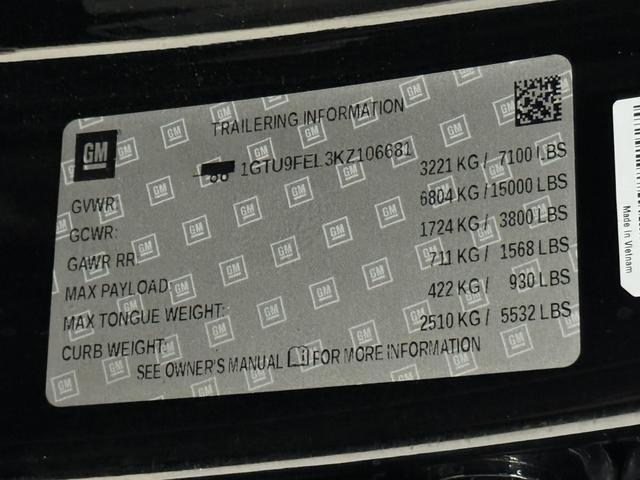 TRAILERING INFORMATION
GM
1GTU9FEL3KZ106681
GVWR: 3221 KG / 7100 LBS
GCWR: 6804 KG / 15000 LBS
GAWR RR: 1724 KG / 3800 LBS
MAX PAYLOAD: 711 KG / 1568 LBS
MAX TONGUE WEIGHT: 422 KG / 930 LBS
CURB WEIGHT: 2510 KG / 5532 LBS
SEE OWNER'S MANUAL FOR MORE INFORMATION
Made in Vietnam